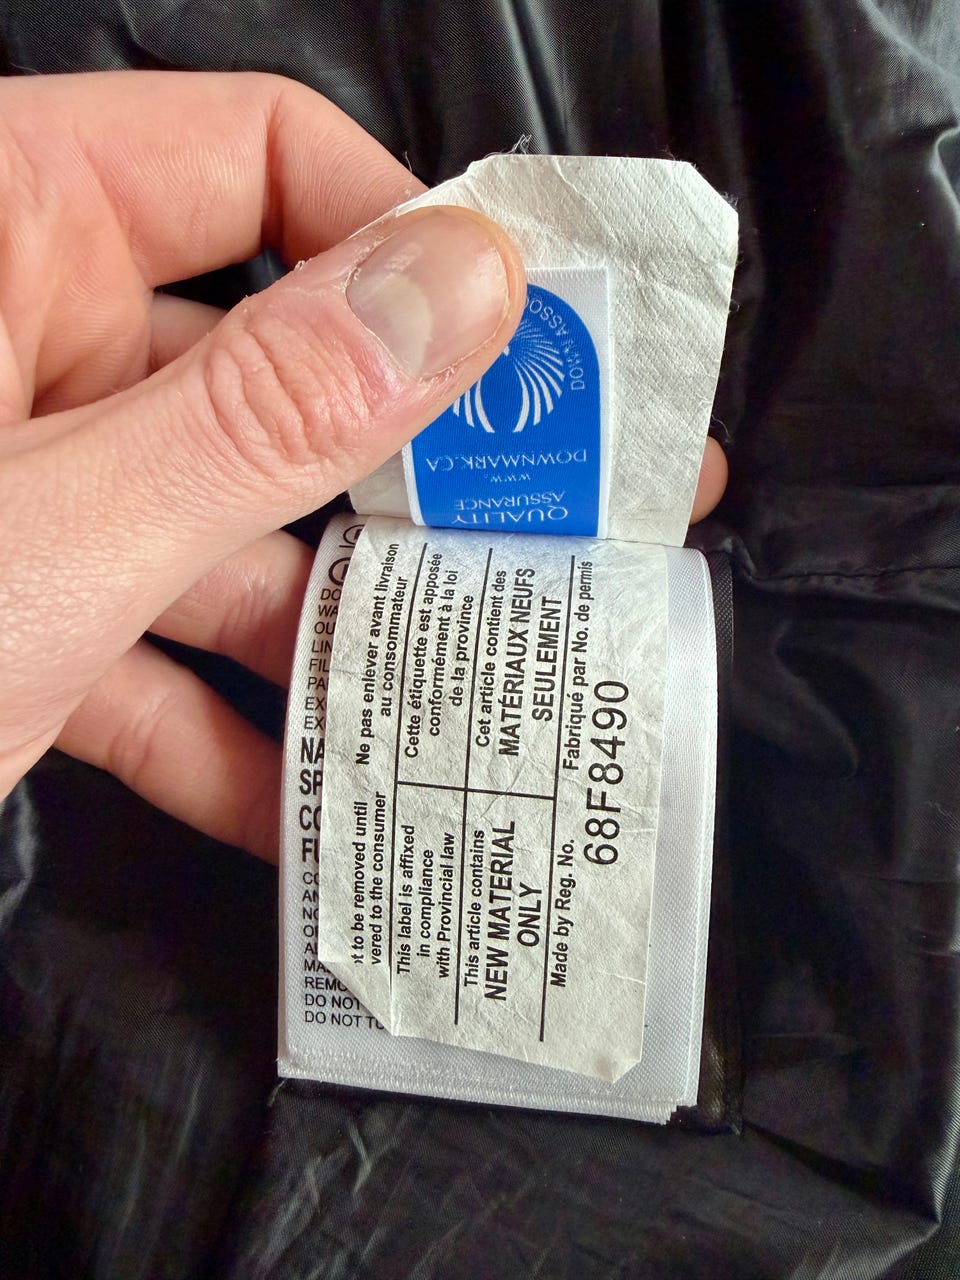 DOWN ASSO
WWW.
DOWNMARK.CA
QUALITY
ASSURANCE
to be removed until
to the consumer
Ne pas enlever avant livraison
au consommateur
This label is affixed
in compliance
with Provincial law
Cette étiquette est apposée
conformément à la loi
de la province
This article contains
NEW MATERIAL
ONLY
Cet article contient des
MATÉRIAUX NEUFS
SEULEMENT
Made by Reg. No.
Fabriqué par No. de permis
68F8490
DO NOT
DO NOT